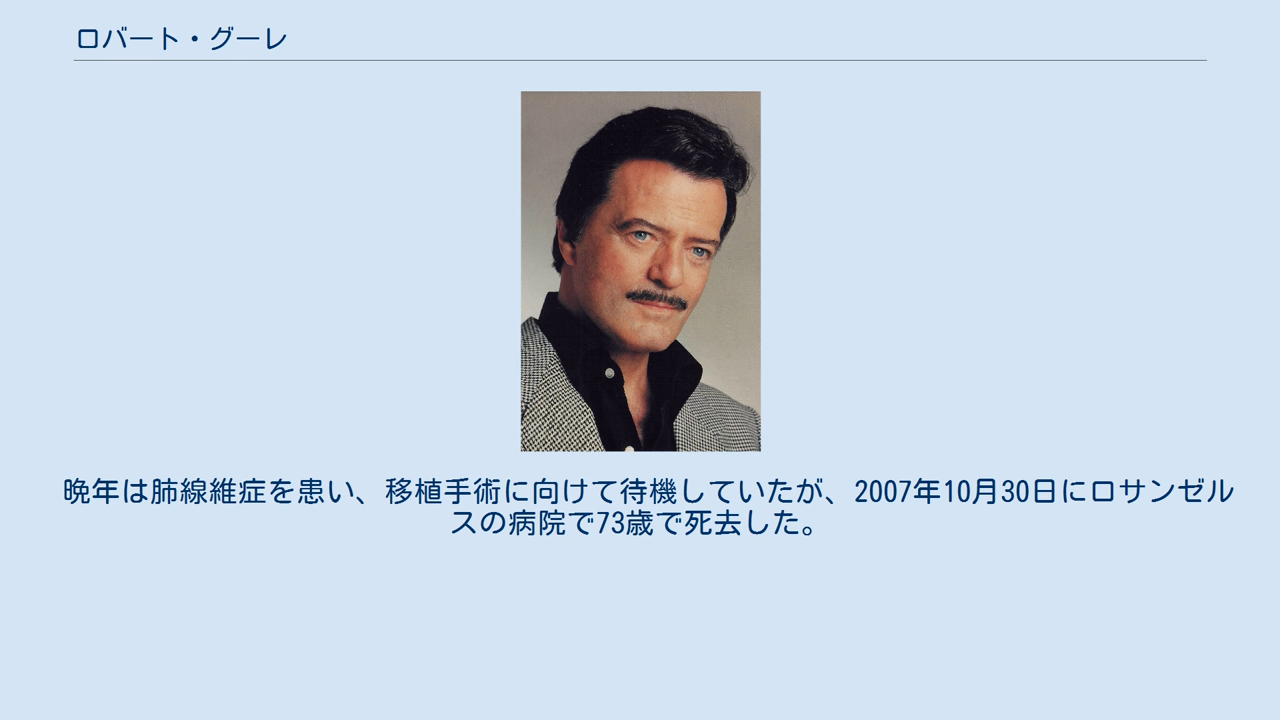 ロバート・グーレ
晩年は肺線維症を患い、移植手術に向けて待機していたが、2007年10月30日にロサンゼル
スの病院で73歳で死去した。